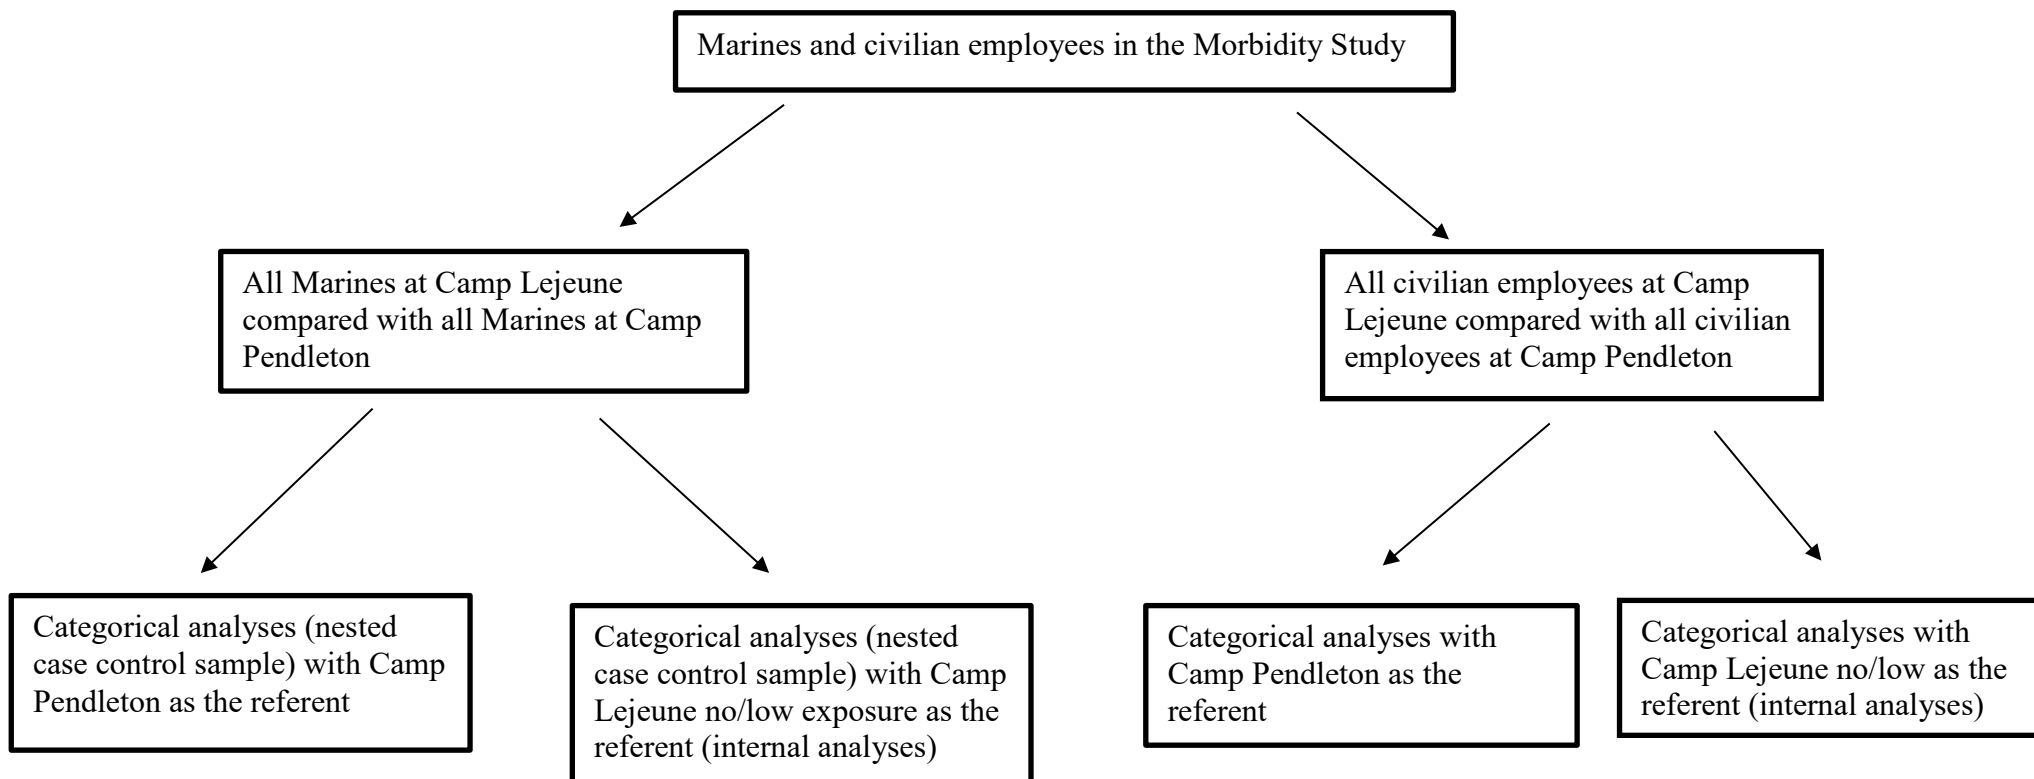 Marines and civilian employees in the Morbidity Study
All Marines at Camp Lejeune
compared with all Marines at Camp
Pendleton
All civilian employees at Camp
Lejeune compared with all civilian
employees at Camp Pendleton
Categorical analyses (nested
case control sample) with Camp
Pendleton as the referent
Categorical analyses (nested
case control sample) with Camp
Lejeune no/low exposure as the
referent (internal analyses)
Categorical analyses with
Camp Pendleton as the
referent
Categorical analyses with
Camp Lejeune no/low as the
referent (internal analyses)